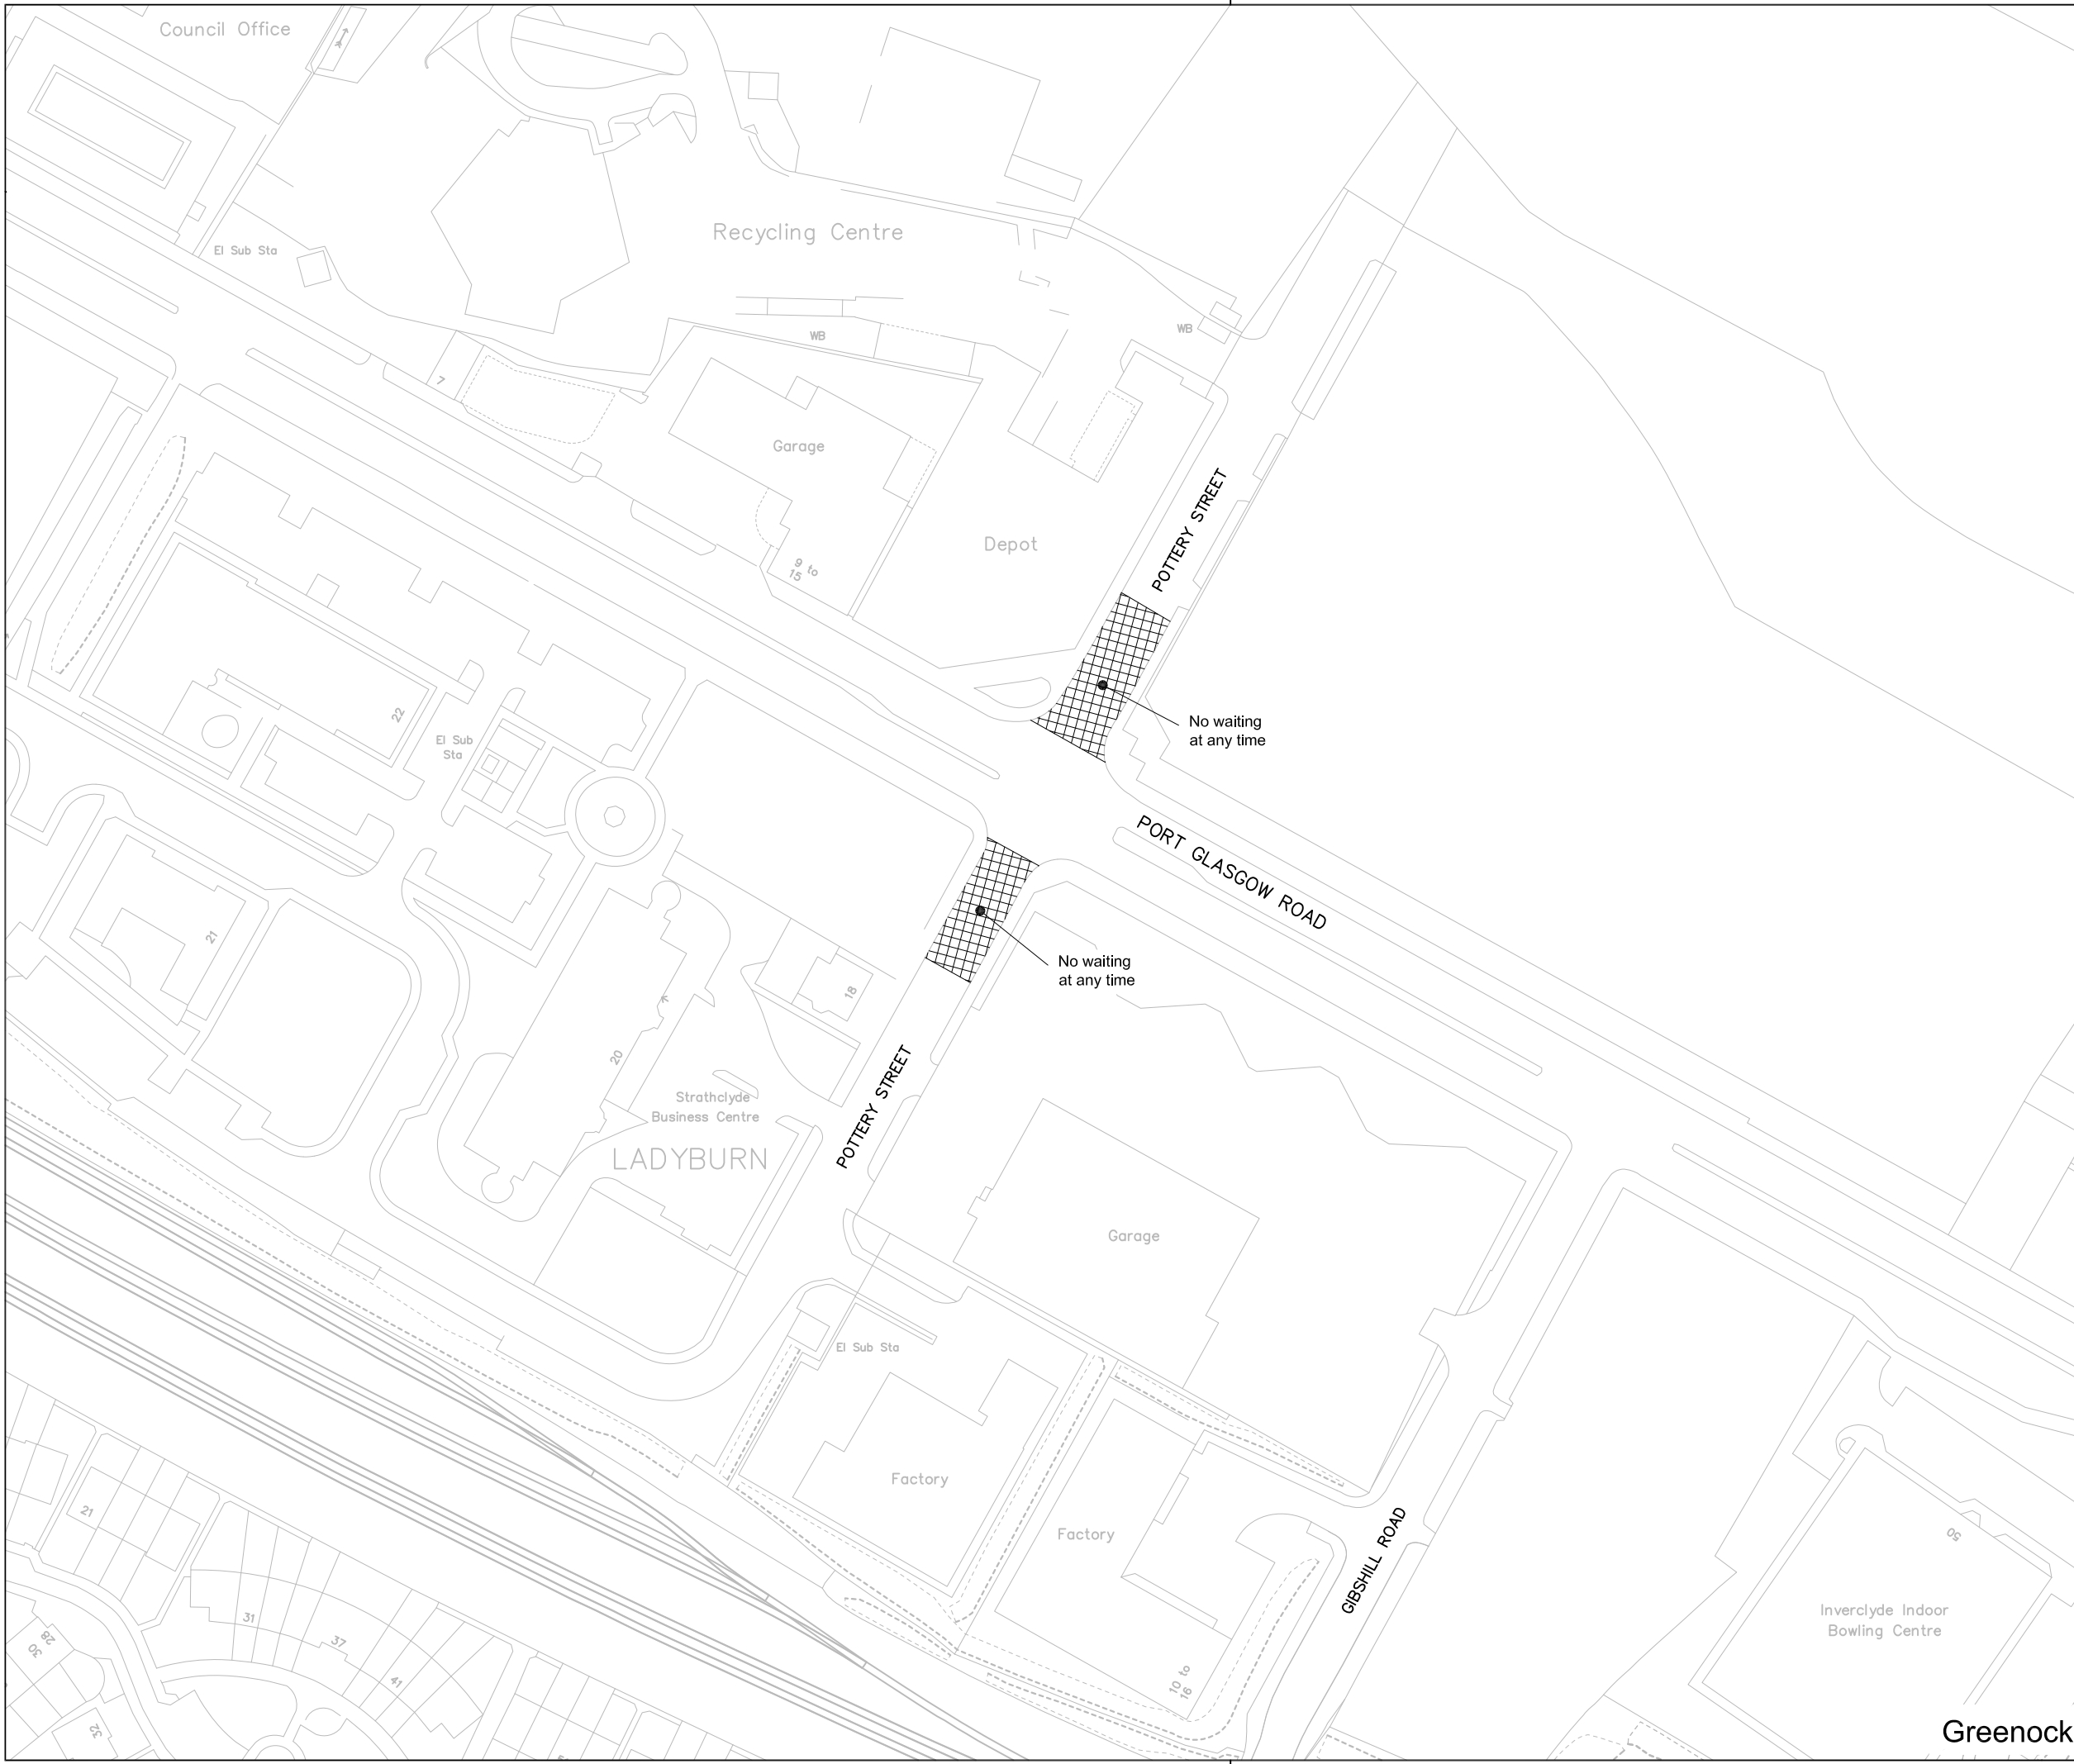 Council Office
Recycling Centre
El Sub Sta
WB
WB
7
Garage
POTTERY STREET
Depot
9 to
15
22
No waiting
at any time
El Sub
Sta
PORT GLASGOW ROAD
21
No waiting
at any time
18
20
POTTERY STREET
Strathclyde
Business Centre
LADYBURN
Garage
El Sub Sta
Factory
21
Factory
GIBSHILL ROAD
50
Inverclyde Indoor
Bowling Centre
31
37
28
30
41
10 to
16
32
Greenock